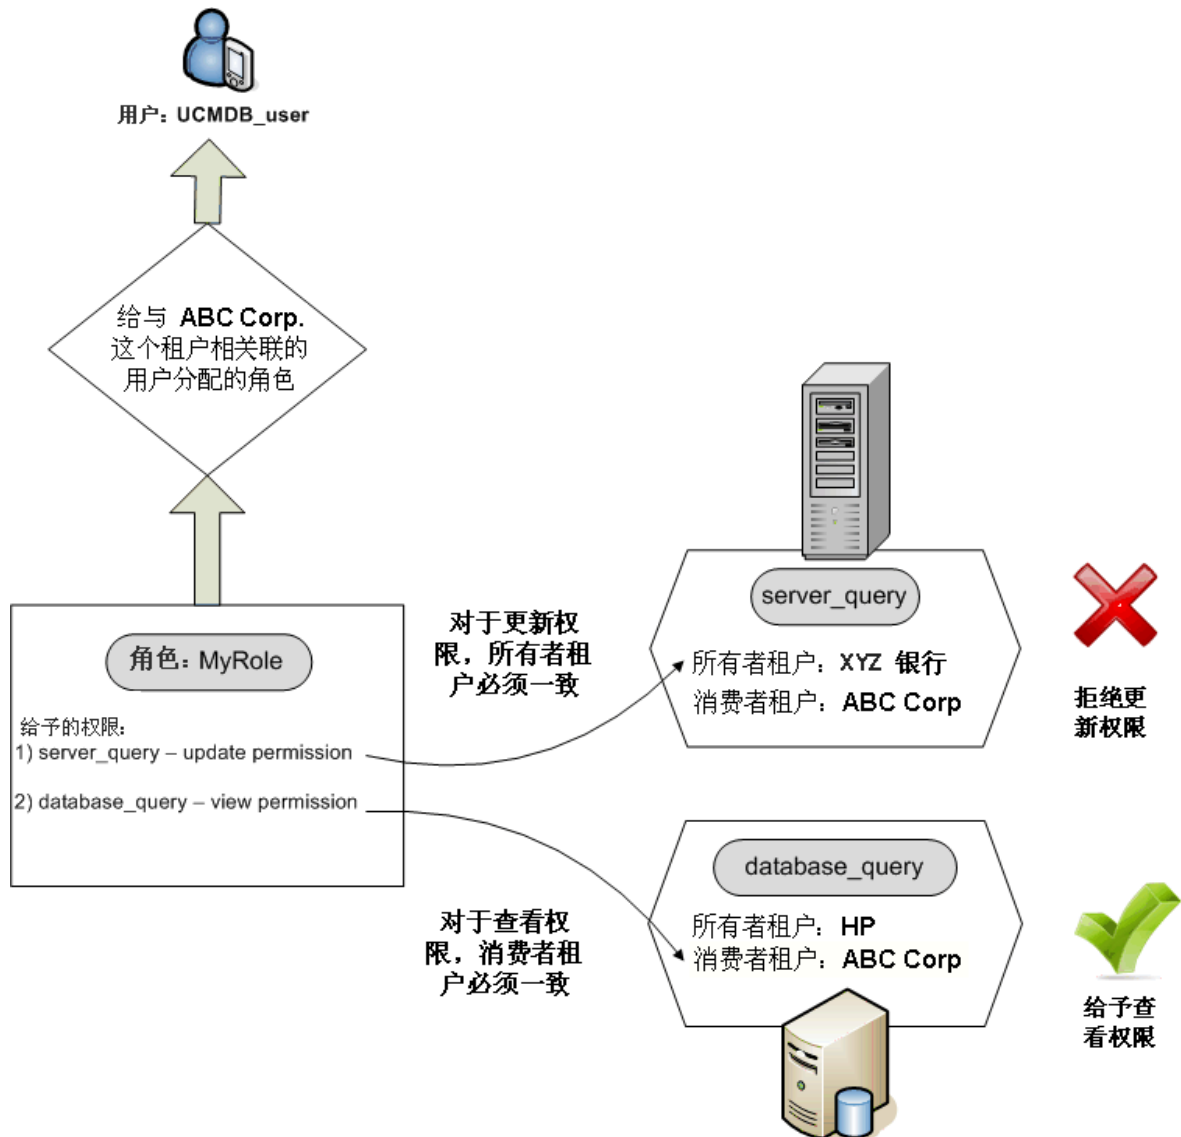 用户：UCMDB_user
给与 ABC Corp.
这个租户相关联的
用户分配的角色
角色：MyRole
给予的权限：
1) server_query – update permission
2) database_query – view permission
对于更新权
限，所有者租
户必须一致
server_query
所有者租户：XYZ 银行
消费者租户：ABC Corp
拒绝更
新权限
对于查看权
限，消费者租
户必须一致
database_query
所有者租户：HP
消费者租户：ABC Corp
给予查
看权限